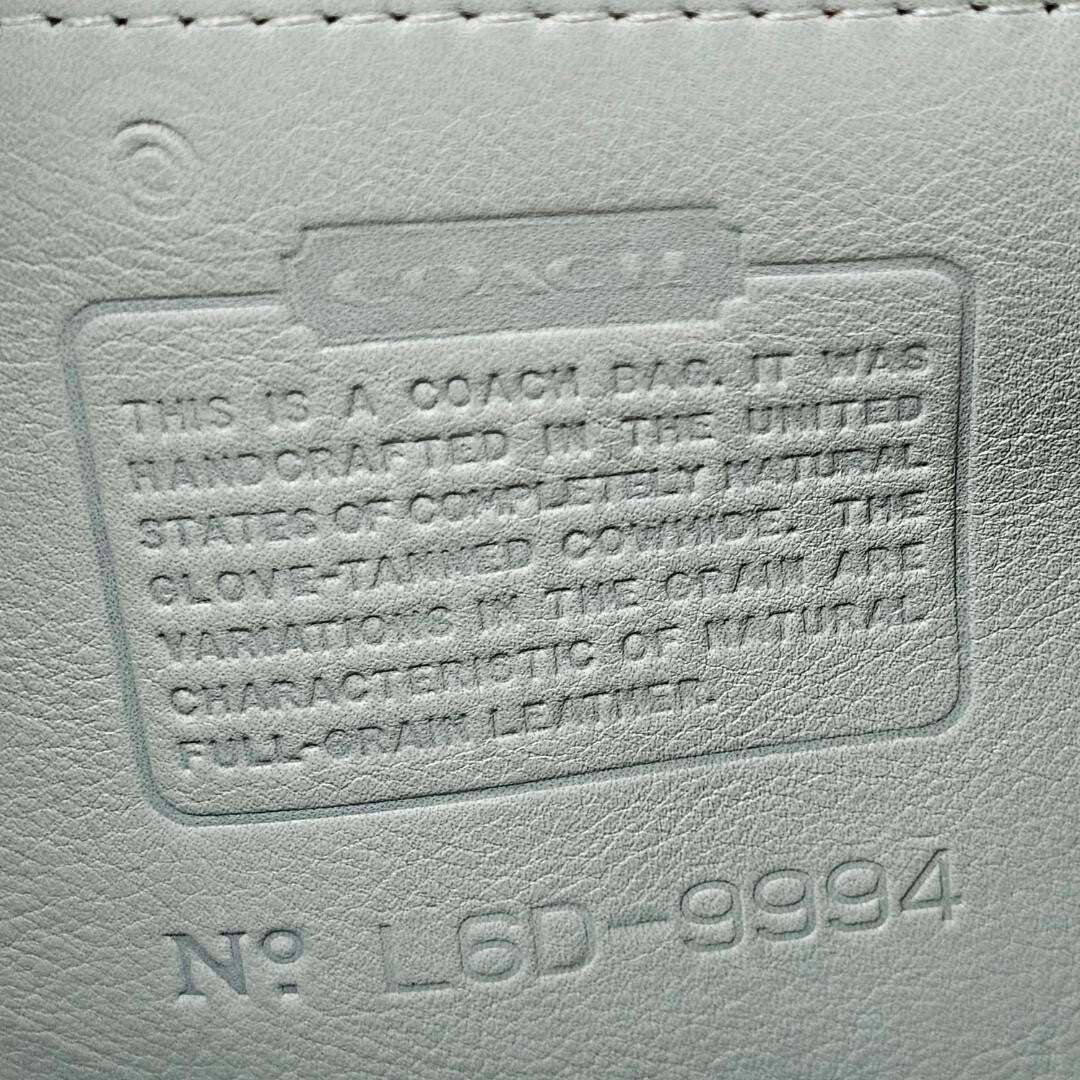 COACH
THIS IS A COACH BAG. IT WAS
HANDCRAFTED IN THE UNITED
STATES OF COMPLETELY NATURAL
GLOVE-TANNED COWHIDE. THE
VARIATIONS IN THE GRAIN ARE
CHARACTERISTIC OF NATURAL
FULL-GRAIN LEATHER.
Nº L6D-9994